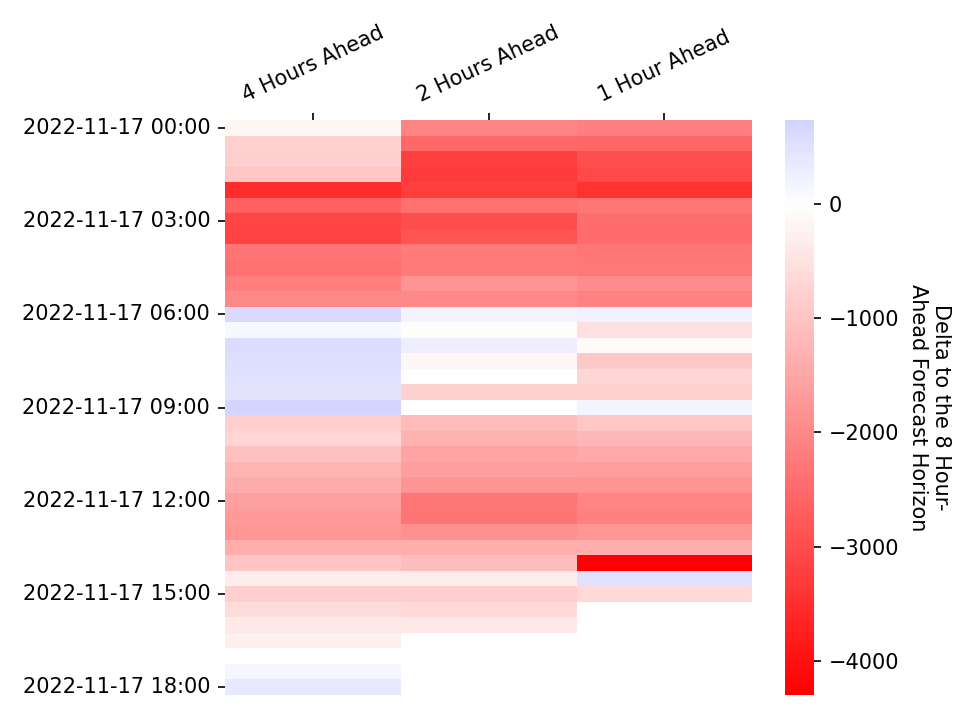 4 Hours Ahead
2 Hours Ahead
1 Hour Ahead
2022-11-17 00:00
2022-11-17 03:00
2022-11-17 06:00
2022-11-17 09:00
2022-11-17 12:00
2022-11-17 15:00
2022-11-17 18:00
0
−1000
−2000
−3000
−4000
Delta to the 8 Hour-
Ahead Forecast Horizon